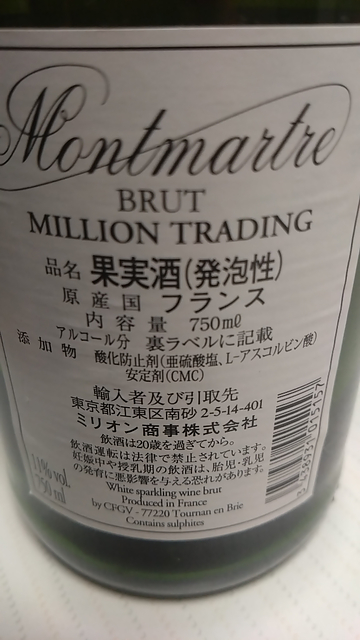 Montmartre
BRUT
MILLION TRADING
品名 果実酒(発泡性)
原産国 フランス
内容量 750mℓ
アルコール分 裏ラベルに記載
添加物 酸化防止剤(亜硫酸塩、L-アスコルビン酸)
安定剤(CMC)
輸入者及び引取先
東京都江東区南砂 2-5-14-401
ミリオン商事株式会社
飲酒は20歳を過ぎてから。
飲酒運転は法律で禁止されています。
妊娠中や授乳期の飲酒は、胎児・乳児
の発育に悪影響を与える恐れがあります。
11% vol.
750 ml
White sparkling wine brut
Produced in France
by CFGV - 77220 Tournan en Brie
Contains sulphites